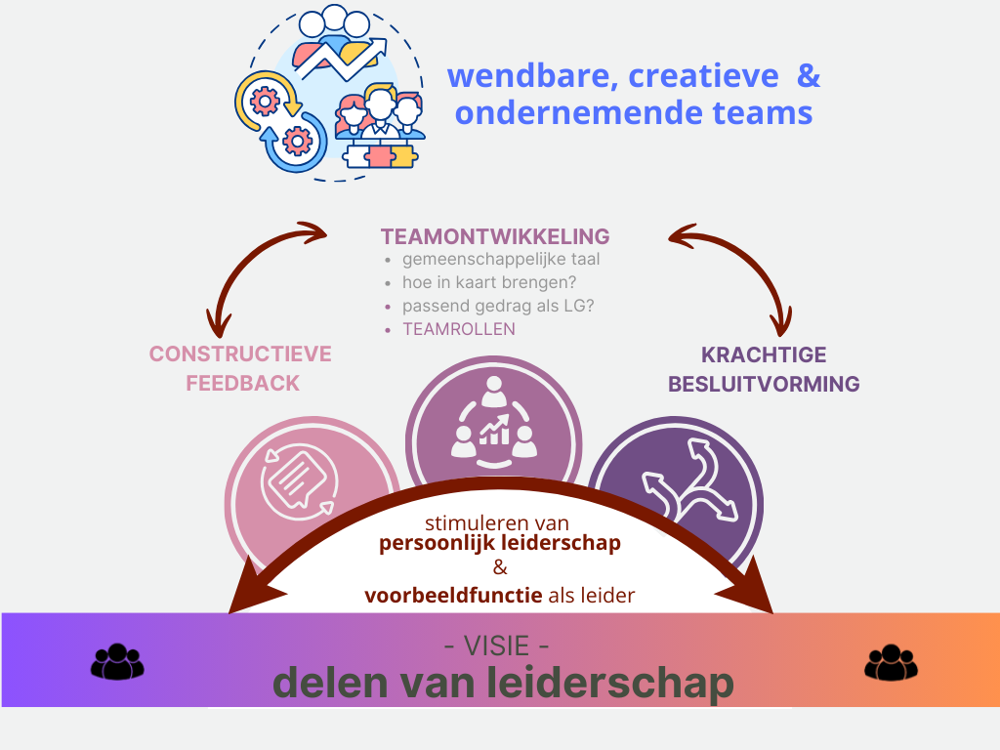 wendbare, creatieve &
ondernemende teams
TEAMONTWIKKELING
• gemeenschappelijke taal
• hoe in kaart brengen?
• passend gedrag als LG?
• TEAMROLLEN
CONSTRUCTIEVE
FEEDBACK
KRACHTIGE
BESLUITVORMING
stimuleren van
persoonlijk leiderschap
&
voorbeeldfunctie als leider
- VISIE -
delen van leiderschap